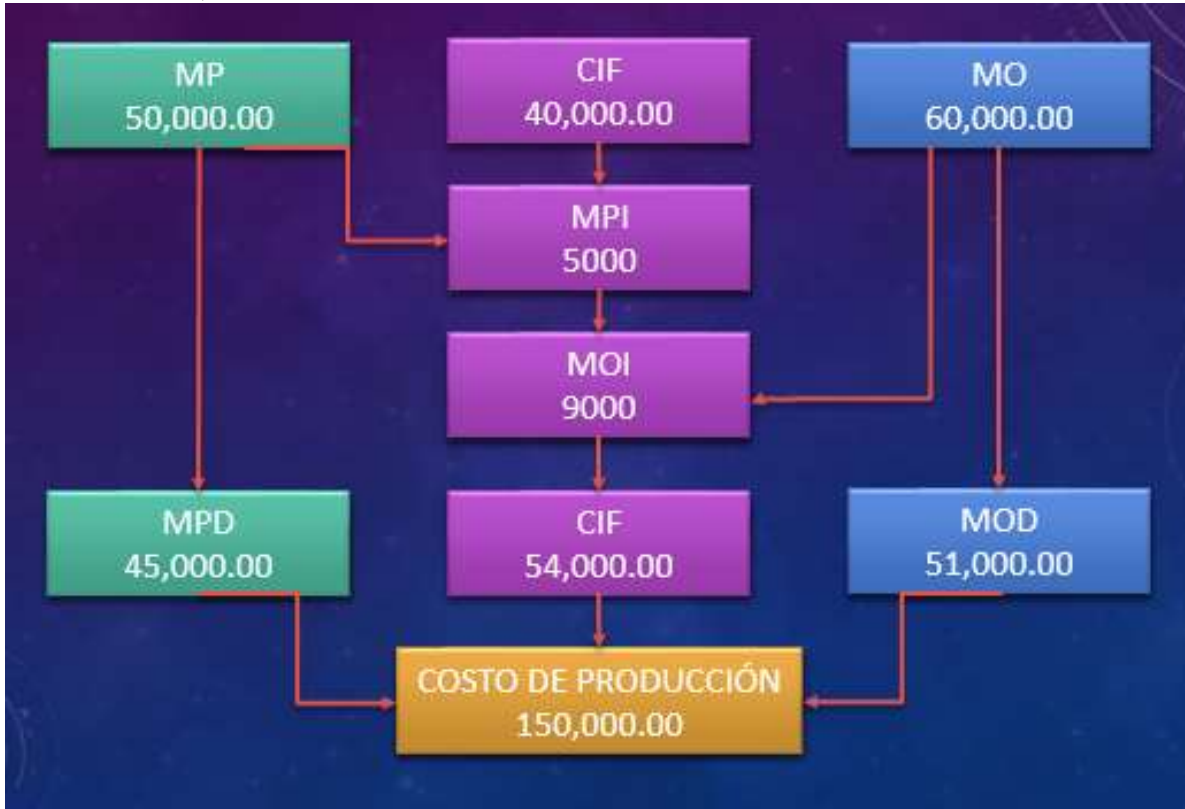 MP
50,000.00
CIF
40,000.00
MO
60,000.00
MPI
5000
MOI
9000
MPD
45,000.00
CIF
54,000.00
MOD
51,000.00
COSTO DE PRODUCCIÓN
150,000.00